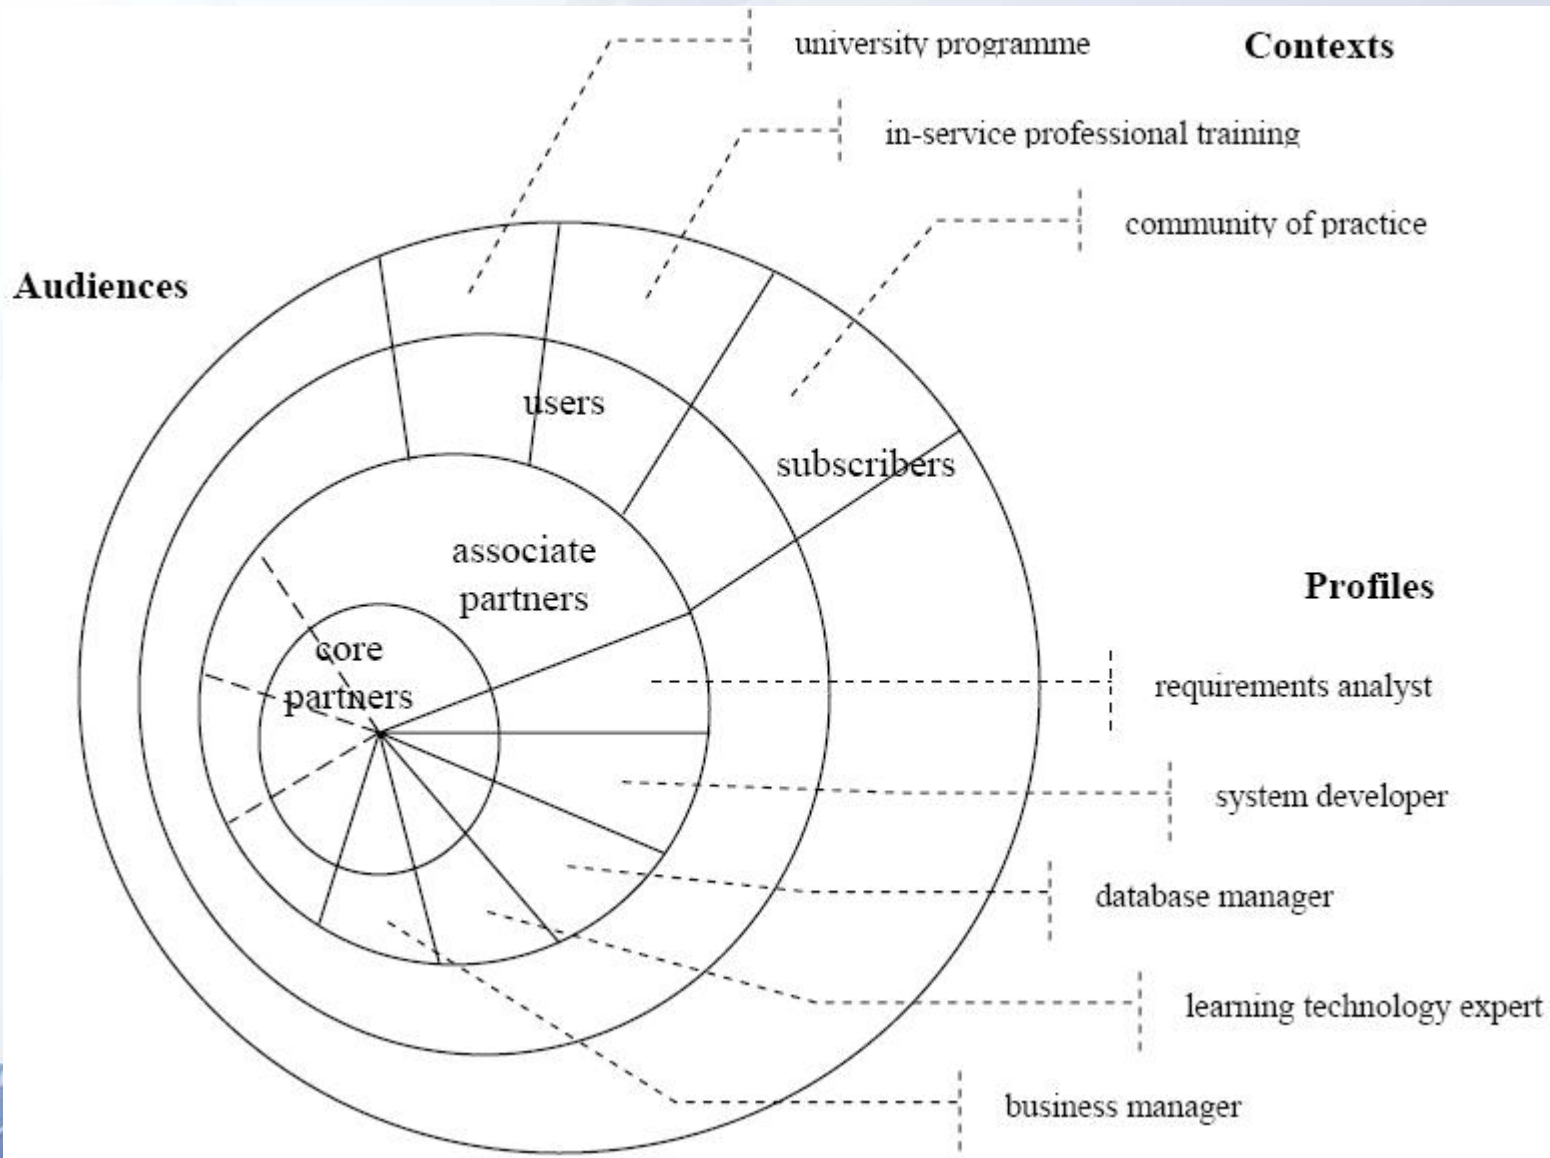 university programme
Contexts
in-service professional training
community of practice
Audiences
users
subscribers
associate
partners
Profiles
core
partners
requirements analyst
system developer
database manager
learning technology expert
business manager